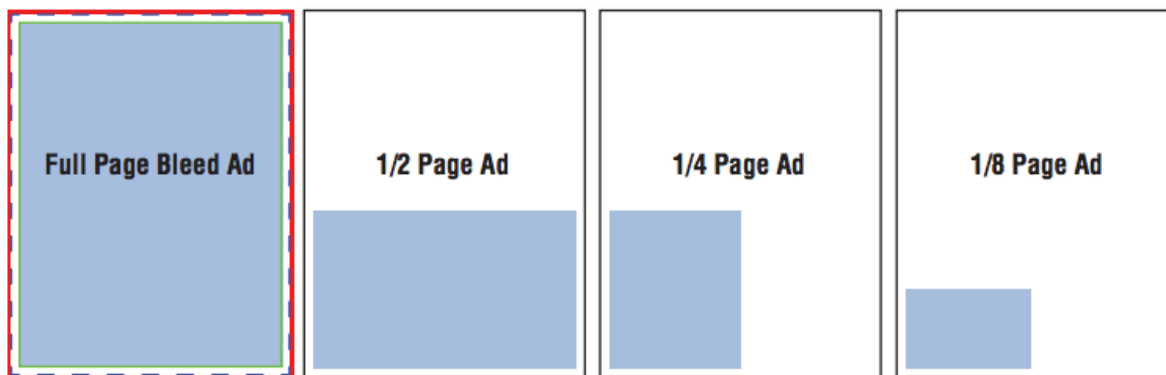 Full Page Bleed Ad
1/2 Page Ad
1/4 Page Ad
1/8 Page Ad